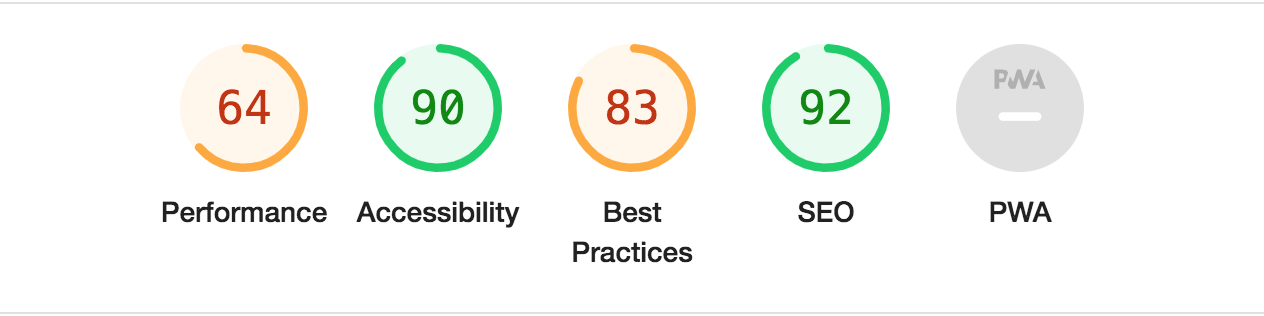 64
90
83
92
PWA
Performance
Accessibility
Best
Practices
SEO
PWA